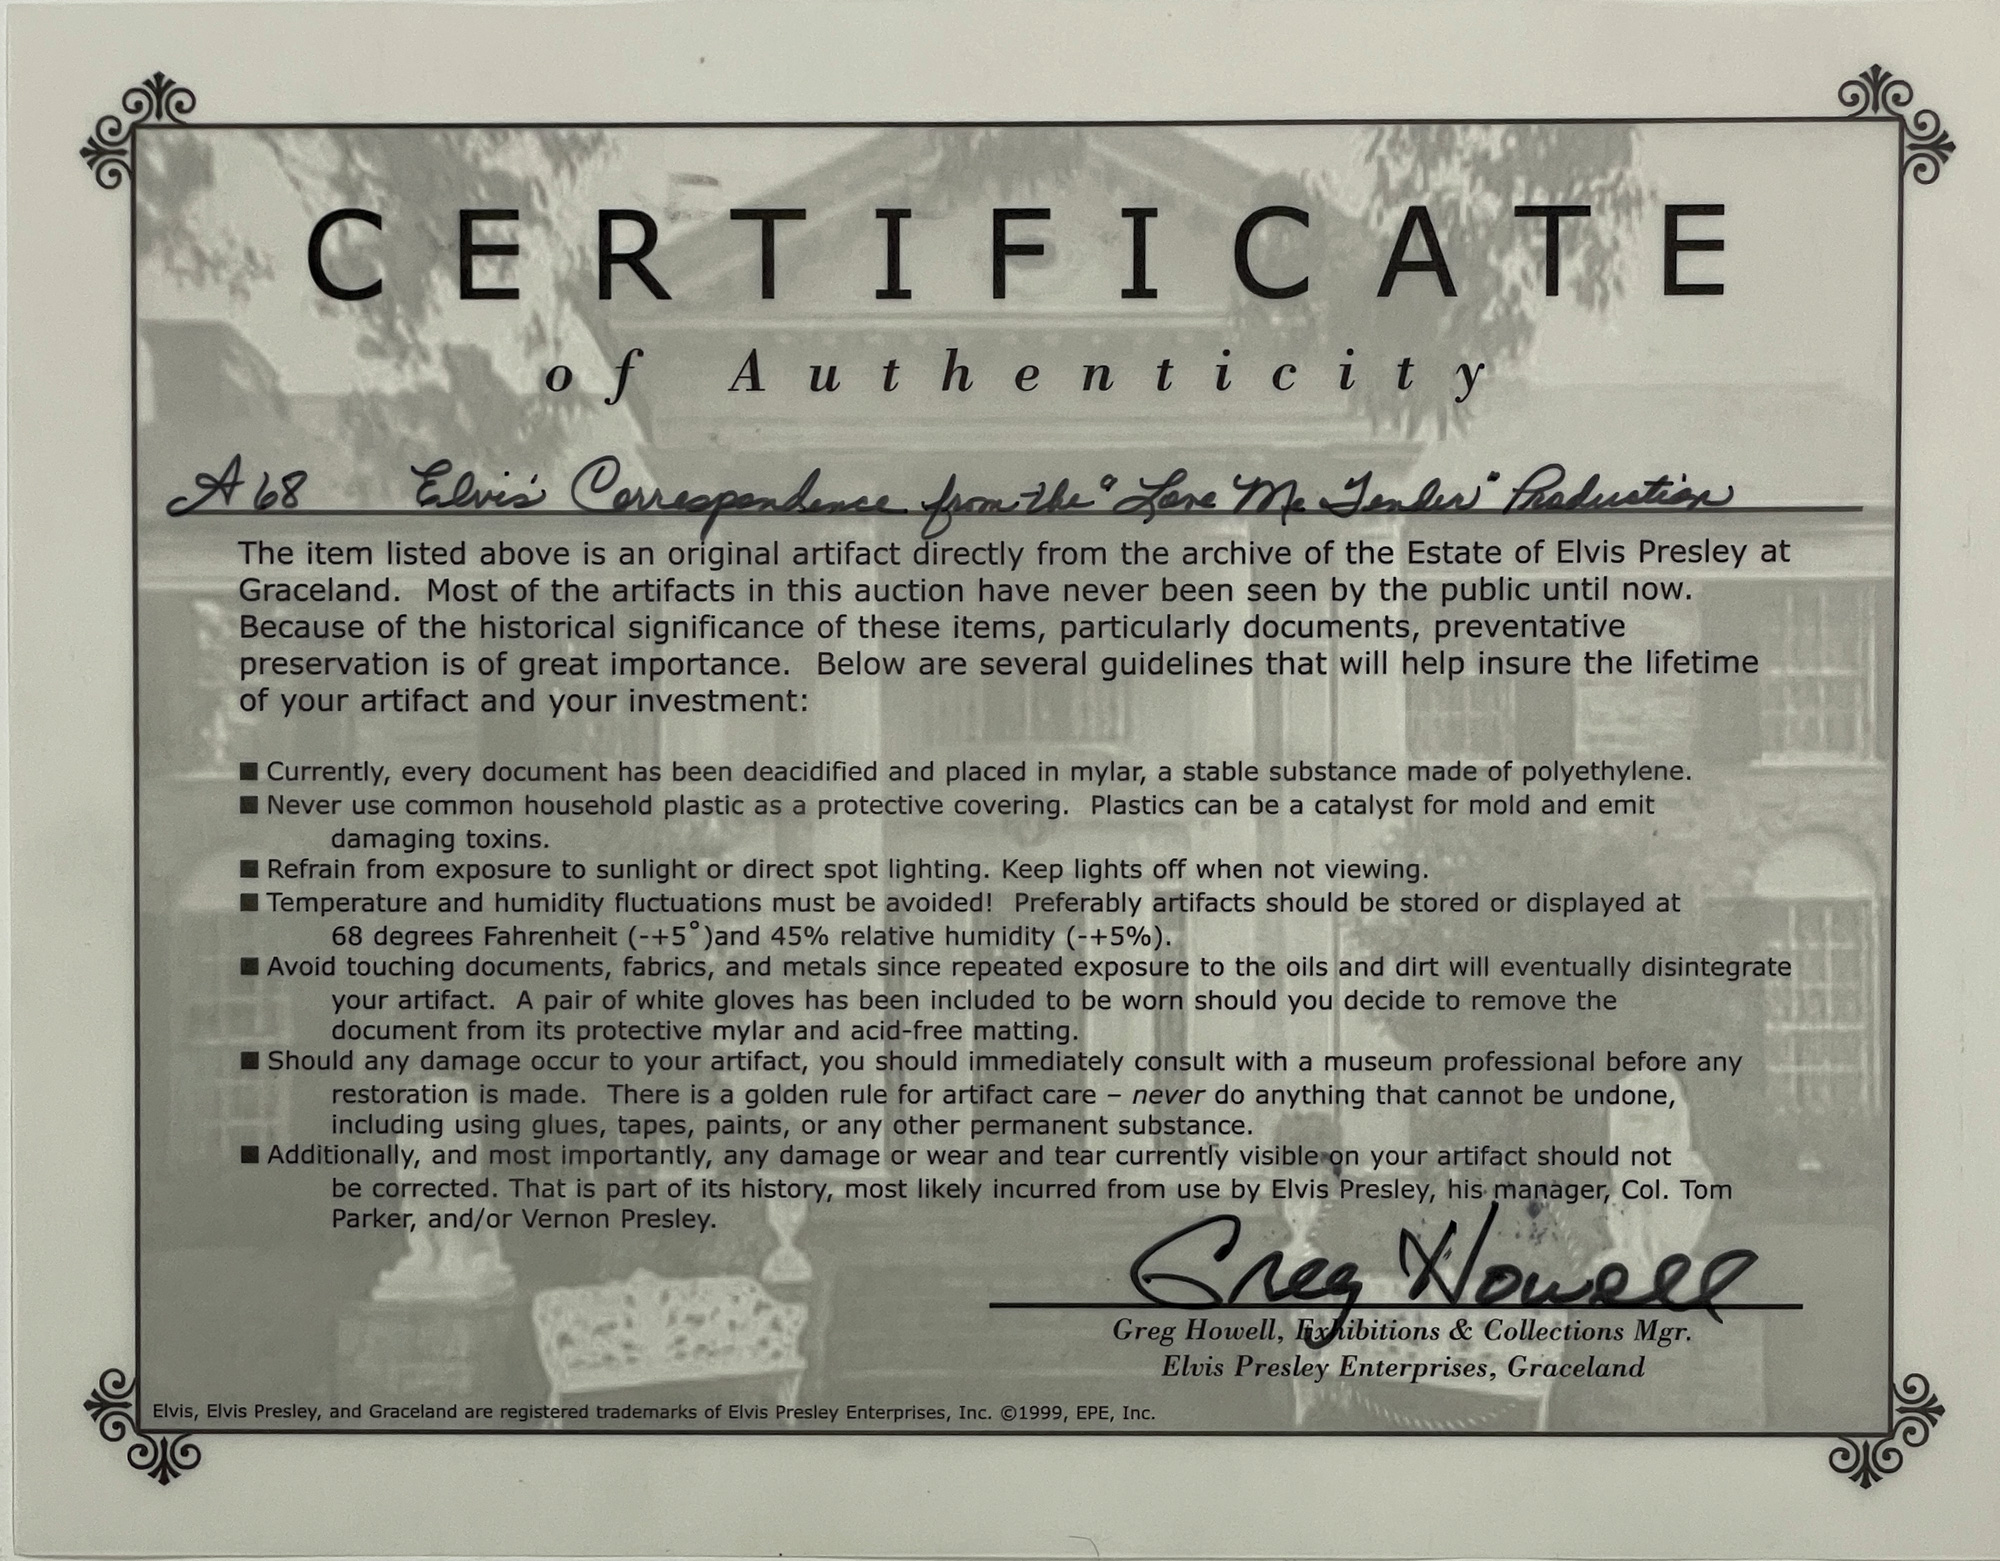 CERTIFICATE
of Authenticity
A68 Elvis' Correspondence from the "Love Me Tender" Production
The item listed above is an original artifact directly from the archive of the Estate of Elvis Presley at
Graceland. Most of the artifacts in this auction have never been seen by the public until now.
Because of the historical significance of these items, particularly documents, preventative
preservation is of great importance. Below are several guidelines that will help insure the lifetime
of your artifact and your investment:
■ Currently, every document has been deacidified and placed in mylar, a stable substance made of polyethylene.
■ Never use common household plastic as a protective covering. Plastics can be a catalyst for mold and emit
damaging toxins.
■ Refrain from exposure to sunlight or direct spot lighting. Keep lights off when not viewing.
■ Temperature and humidity fluctuations must be avoided! Preferably artifacts should be stored or displayed at
68 degrees Fahrenheit (-+5°)and 45% relative humidity (-+5%).
■ Avoid touching documents, fabrics, and metals since repeated exposure to the oils and dirt will eventually disintegrate
your artifact. A pair of white gloves has been included to be worn should you decide to remove the
document from its protective mylar and acid-free matting.
■ Should any damage occur to your artifact, you should immediately consult with a museum professional before any
restoration is made. There is a golden rule for artifact care – never do anything that cannot be undone,
including using glues, tapes, paints, or any other permanent substance.
■ Additionally, and most importantly, any damage or wear and tear currently visible on your artifact should not
be corrected. That is part of its history, most likely incurred from use by Elvis Presley, his manager, Col. Tom
Parker, and/or Vernon Presley.
Greg Howell
Greg Howell, Exhibitions & Collections Mgr.
Elvis Presley Enterprises, Graceland
Elvis, Elvis Presley, and Graceland are registered trademarks of Elvis Presley Enterprises, Inc. ©1999, EPE, Inc.